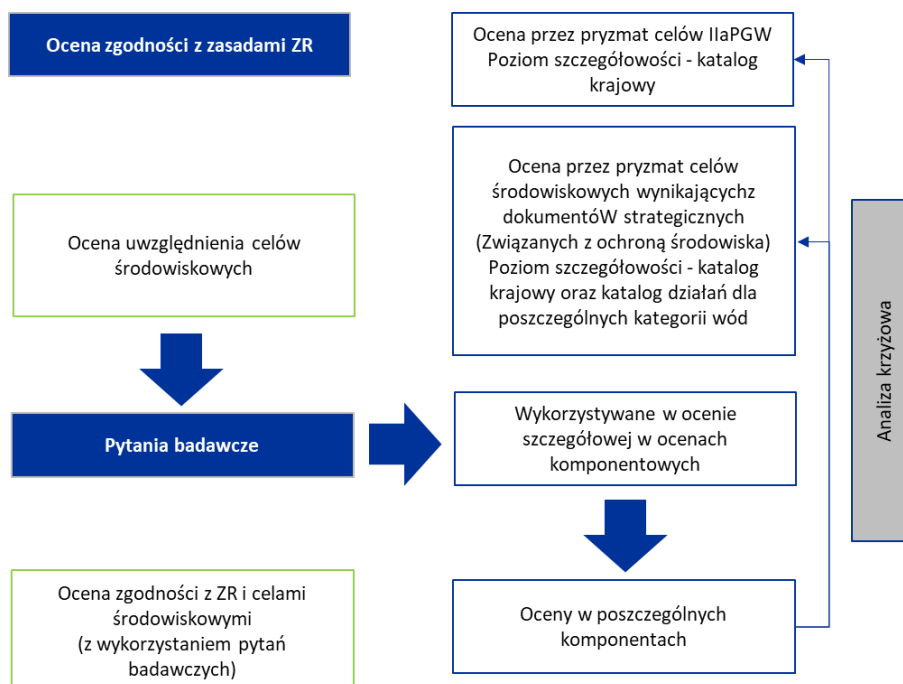 Ocena zgodności z zasadami ZR
Ocena przez pryzmat celów IIaPGW
Poziom szczegółowości - katalog
krajowy
Ocena uwzględnienia celów
środowiskowych
Ocena przez pryzmat celów
środowiskowych wynikającychz
dokumentóW strategicznych
(Związanych z ochroną środowiska)
Poziom szczegółowości - katalog
krajowy oraz katalog działań dla
poszczególnych kategorii wód
Analiza krzyżowa
Pytania badawcze
Wykorzystywane w ocenie
szczegółowej w ocenach
komponentowych
Ocena zgodności z ZR i celami
środowiskowymi
(z wykorzystaniem pytań
badawczych)
Oceny w poszczególnych
komponentach